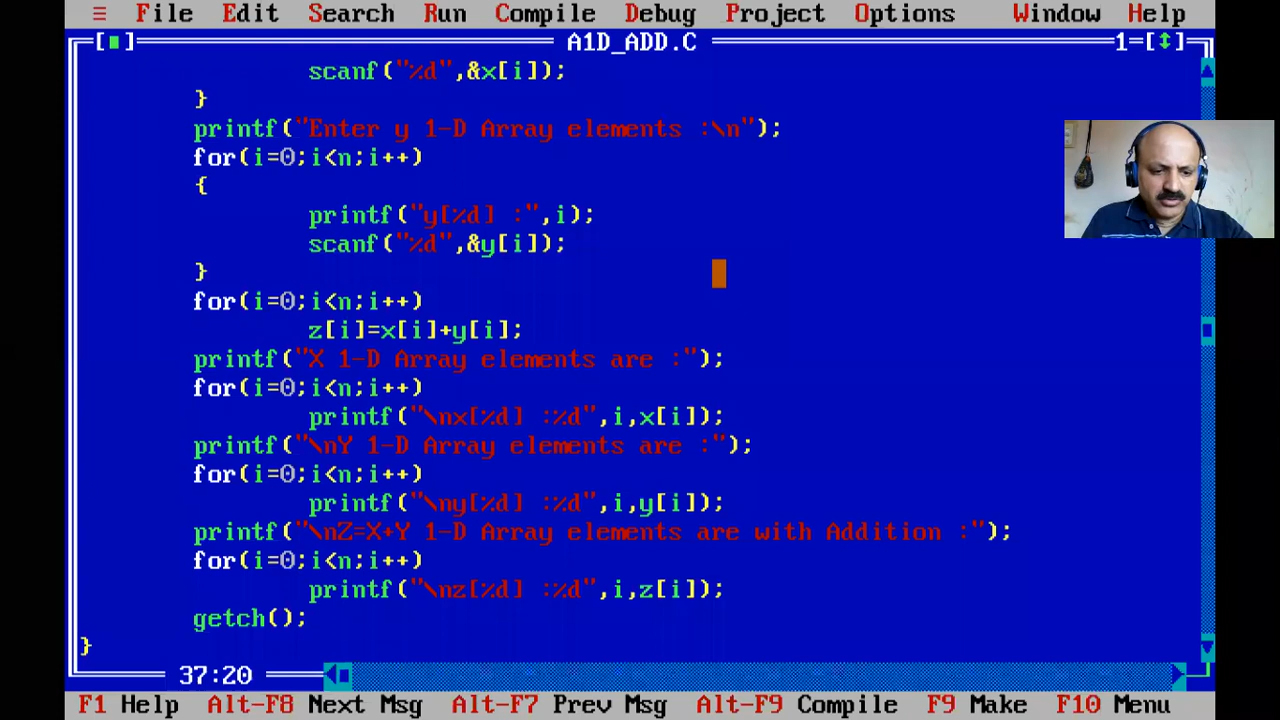 ≡ File Edit Search Run Compile Debug Project Options Window Help
[■] A1D_ADD.C 1=[↕]
scanf("%d",&x[i]);
}
printf("Enter y 1-D Array elements :\n");
for(i=0;i<n;i++)
{
printf("y[%d] :",i);
scanf("%d",&y[i]);
}
for(i=0;i<n;i++)
z[i]=x[i]+y[i];
printf("X 1-D Array elements are :");
for(i=0;i<n;i++)
printf("\nx[%d] :%d",i,x[i]);
printf("\nY 1-D Array elements are :");
for(i=0;i<n;i++)
printf("\ny[%d] :%d",i,y[i]);
printf("\nZ=X+Y 1-D Array elements are with Addition :");
for(i=0;i<n;i++)
printf("\nz[%d] :%d",i,z[i]);
getch();
}
37:20
F1 Help Alt-F8 Next Msg Alt-F7 Prev Msg Alt-F9 Compile F9 Make F10 Menu